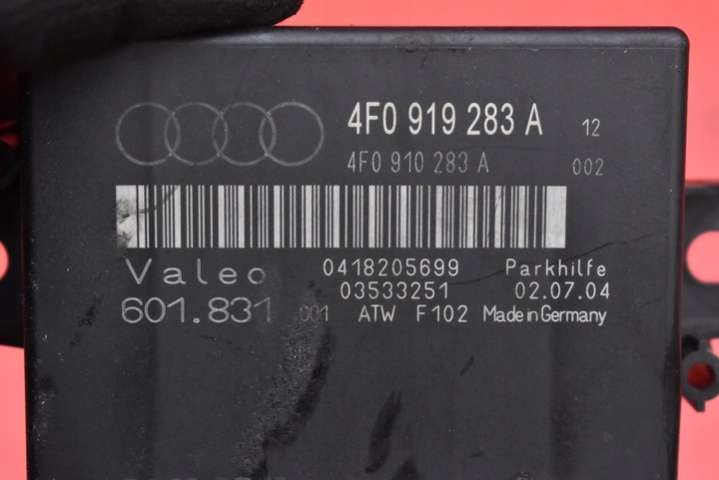 4F0 919 283 A 12
4F0 910 283 A 002
Valeo 0418205699 Parkhilfe
03533251 02.07.04
601.831 001 ATW F102 Made in Germany